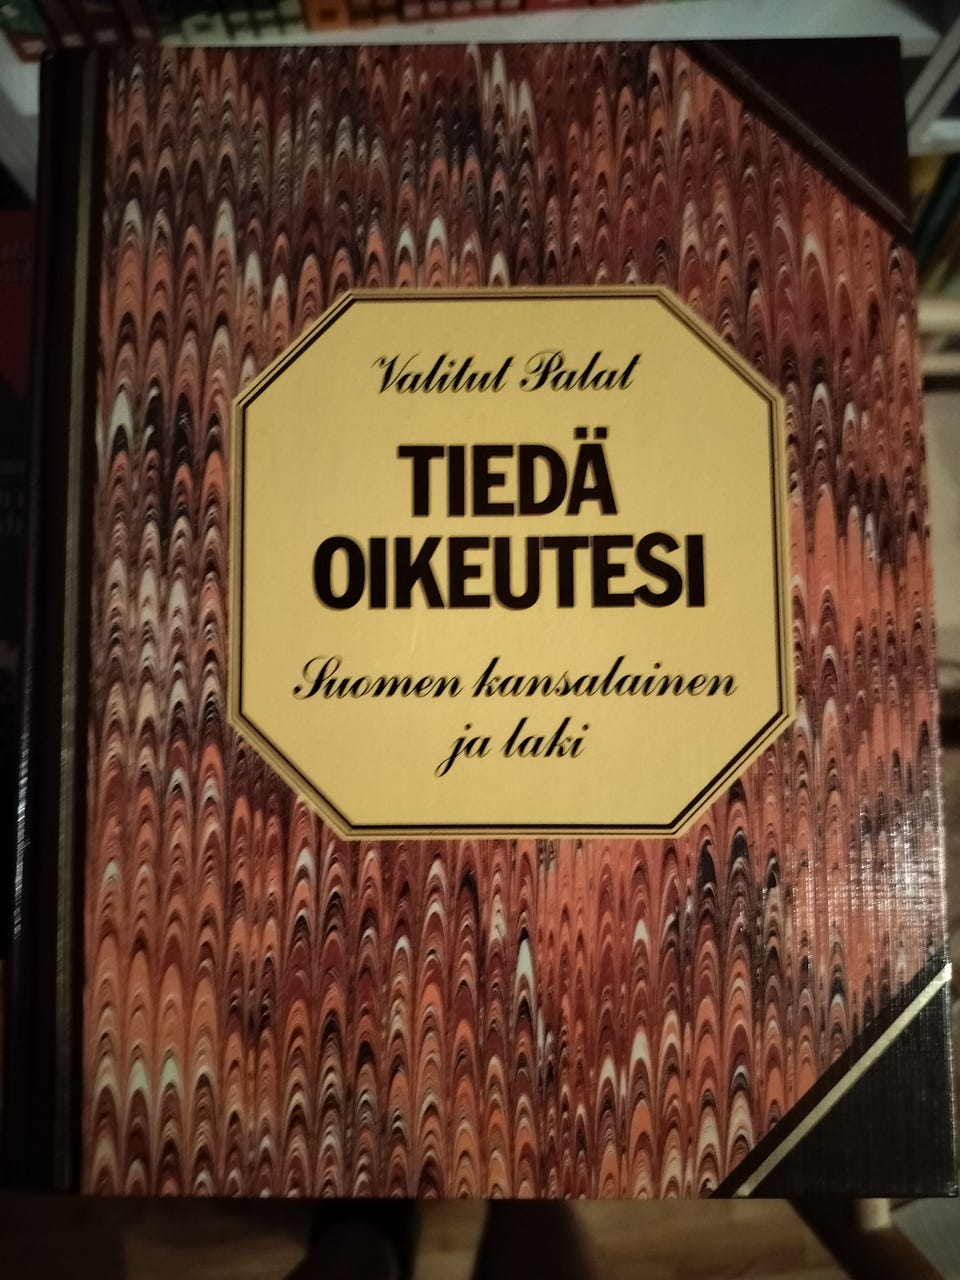 Valitut Palat
TIEDÄ
OIKEUTESI
Suomen kansalainen
ja laki